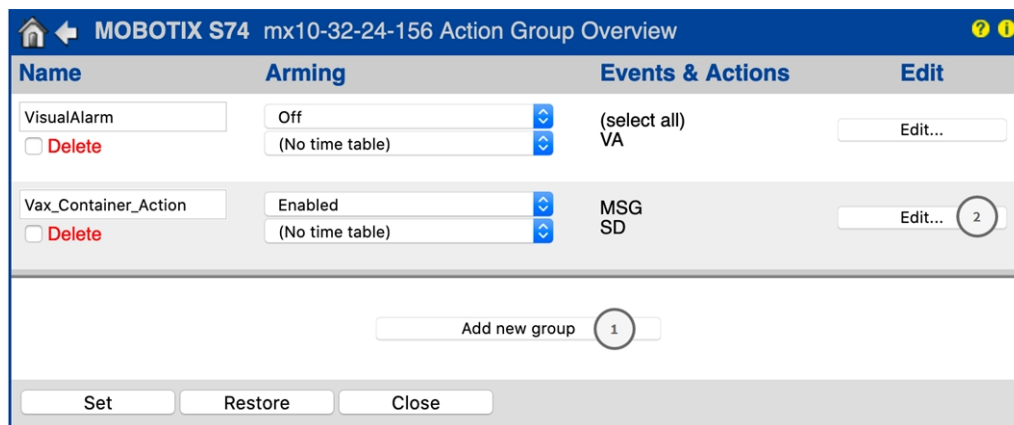 MOBOTIX S74 mx10-32-24-156 Action Group Overview ? i
Name Arming Events & Actions Edit
VisualAlarm Off (select all) Edit...
Delete (No time table) VA
Vax_Container_Action Enabled MSG Edit... 2
Delete (No time table) SD
Add new group 1
Set Restore Close